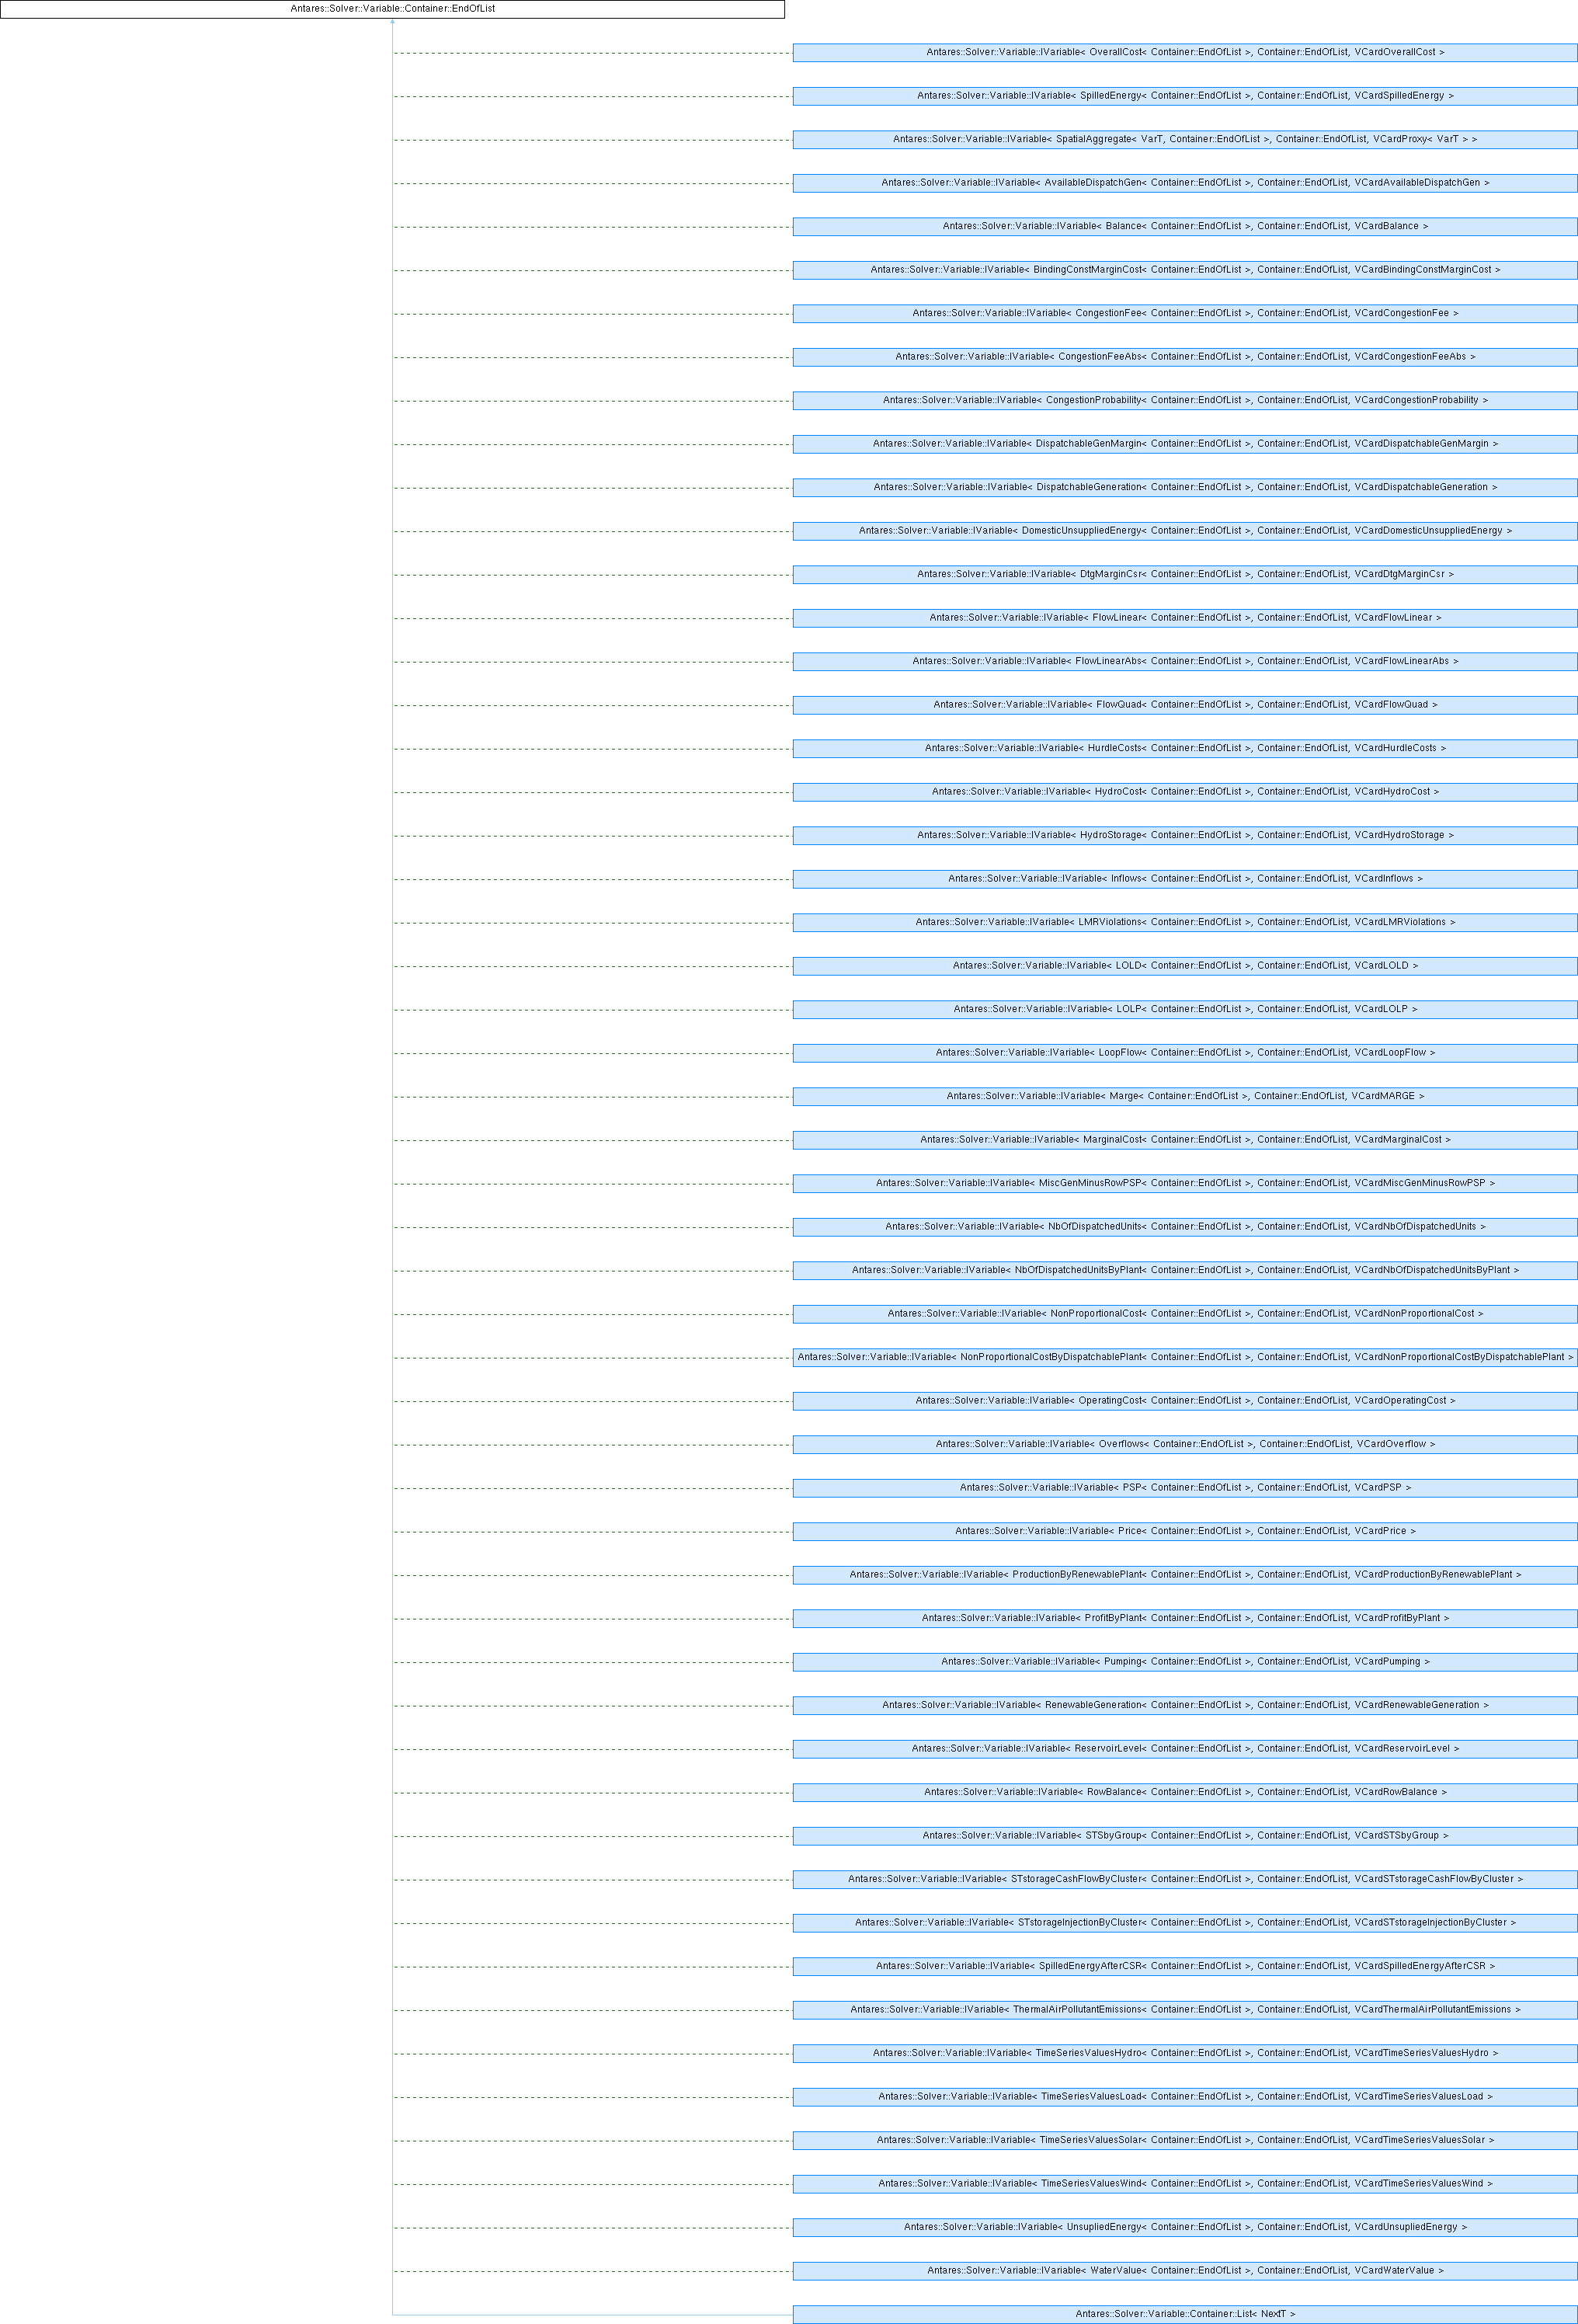 Antares::Solver::Variable::Container::EndOfList
Antares::Solver::Variable::IVariable< OverallCost< Container::EndOfList >, Container::EndOfList, VCardOverallCost >
Antares::Solver::Variable::IVariable< SpilledEnergy< Container::EndOfList >, Container::EndOfList, VCardSpilledEnergy >
Antares::Solver::Variable::IVariable< SpatialAggregate< VarT, Container::EndOfList >, Container::EndOfList, VCardProxy< VarT > >
Antares::Solver::Variable::IVariable< AvailableDispatchGen< Container::EndOfList >, Container::EndOfList, VCardAvailableDispatchGen >
Antares::Solver::Variable::IVariable< Balance< Container::EndOfList >, Container::EndOfList, VCardBalance >
Antares::Solver::Variable::IVariable< BindingConstMarginCost< Container::EndOfList >, Container::EndOfList, VCardBindingConstMarginCost >
Antares::Solver::Variable::IVariable< CongestionFee< Container::EndOfList >, Container::EndOfList, VCardCongestionFee >
Antares::Solver::Variable::IVariable< CongestionFeeAbs< Container::EndOfList >, Container::EndOfList, VCardCongestionFeeAbs >
Antares::Solver::Variable::IVariable< CongestionProbability< Container::EndOfList >, Container::EndOfList, VCardCongestionProbability >
Antares::Solver::Variable::IVariable< DispatchableGenMargin< Container::EndOfList >, Container::EndOfList, VCardDispatchableGenMargin >
Antares::Solver::Variable::IVariable< DispatchableGeneration< Container::EndOfList >, Container::EndOfList, VCardDispatchableGeneration >
Antares::Solver::Variable::IVariable< DomesticUnsuppliedEnergy< Container::EndOfList >, Container::EndOfList, VCardDomesticUnsuppliedEnergy >
Antares::Solver::Variable::IVariable< DtgMarginCsr< Container::EndOfList >, Container::EndOfList, VCardDtgMarginCsr >
Antares::Solver::Variable::IVariable< FlowLinear< Container::EndOfList >, Container::EndOfList, VCardFlowLinear >
Antares::Solver::Variable::IVariable< FlowLinearAbs< Container::EndOfList >, Container::EndOfList, VCardFlowLinearAbs >
Antares::Solver::Variable::IVariable< FlowQuad< Container::EndOfList >, Container::EndOfList, VCardFlowQuad >
Antares::Solver::Variable::IVariable< HurdleCosts< Container::EndOfList >, Container::EndOfList, VCardHurdleCosts >
Antares::Solver::Variable::IVariable< HydroCost< Container::EndOfList >, Container::EndOfList, VCardHydroCost >
Antares::Solver::Variable::IVariable< HydroStorage< Container::EndOfList >, Container::EndOfList, VCardHydroStorage >
Antares::Solver::Variable::IVariable< Inflows< Container::EndOfList >, Container::EndOfList, VCardInflows >
Antares::Solver::Variable::IVariable< LMRViolations< Container::EndOfList >, Container::EndOfList, VCardLMRViolations >
Antares::Solver::Variable::IVariable< LOLD< Container::EndOfList >, Container::EndOfList, VCardLOLD >
Antares::Solver::Variable::IVariable< LOLP< Container::EndOfList >, Container::EndOfList, VCardLOLP >
Antares::Solver::Variable::IVariable< LoopFlow< Container::EndOfList >, Container::EndOfList, VCardLoopFlow >
Antares::Solver::Variable::IVariable< Marge< Container::EndOfList >, Container::EndOfList, VCardMARGE >
Antares::Solver::Variable::IVariable< MarginalCost< Container::EndOfList >, Container::EndOfList, VCardMarginalCost >
Antares::Solver::Variable::IVariable< MiscGenMinusRowPSP< Container::EndOfList >, Container::EndOfList, VCardMiscGenMinusRowPSP >
Antares::Solver::Variable::IVariable< NbOfDispatchedUnits< Container::EndOfList >, Container::EndOfList, VCardNbOfDispatchedUnits >
Antares::Solver::Variable::IVariable< NbOfDispatchedUnitsByPlant< Container::EndOfList >, Container::EndOfList, VCardNbOfDispatchedUnitsByPlant >
Antares::Solver::Variable::IVariable< NonProportionalCost< Container::EndOfList >, Container::EndOfList, VCardNonProportionalCost >
Antares::Solver::Variable::IVariable< NonProportionalCostByDispatchablePlant< Container::EndOfList >, Container::EndOfList, VCardNonProportionalCostByDispatchablePlant >
Antares::Solver::Variable::IVariable< OperatingCost< Container::EndOfList >, Container::EndOfList, VCardOperatingCost >
Antares::Solver::Variable::IVariable< Overflows< Container::EndOfList >, Container::EndOfList, VCardOverflow >
Antares::Solver::Variable::IVariable< PSP< Container::EndOfList >, Container::EndOfList, VCardPSP >
Antares::Solver::Variable::IVariable< Price< Container::EndOfList >, Container::EndOfList, VCardPrice >
Antares::Solver::Variable::IVariable< ProductionByRenewablePlant< Container::EndOfList >, Container::EndOfList, VCardProductionByRenewablePlant >
Antares::Solver::Variable::IVariable< ProfitByPlant< Container::EndOfList >, Container::EndOfList, VCardProfitByPlant >
Antares::Solver::Variable::IVariable< Pumping< Container::EndOfList >, Container::EndOfList, VCardPumping >
Antares::Solver::Variable::IVariable< RenewableGeneration< Container::EndOfList >, Container::EndOfList, VCardRenewableGeneration >
Antares::Solver::Variable::IVariable< ReservoirLevel< Container::EndOfList >, Container::EndOfList, VCardReservoirLevel >
Antares::Solver::Variable::IVariable< RowBalance< Container::EndOfList >, Container::EndOfList, VCardRowBalance >
Antares::Solver::Variable::IVariable< STSbyGroup< Container::EndOfList >, Container::EndOfList, VCardSTSbyGroup >
Antares::Solver::Variable::IVariable< STstorageCashFlowByCluster< Container::EndOfList >, Container::EndOfList, VCardSTstorageCashFlowByCluster >
Antares::Solver::Variable::IVariable< STstorageInjectionByCluster< Container::EndOfList >, Container::EndOfList, VCardSTstorageInjectionByCluster >
Antares::Solver::Variable::IVariable< SpilledEnergyAfterCSR< Container::EndOfList >, Container::EndOfList, VCardSpilledEnergyAfterCSR >
Antares::Solver::Variable::IVariable< ThermalAirPollutantEmissions< Container::EndOfList >, Container::EndOfList, VCardThermalAirPollutantEmissions >
Antares::Solver::Variable::IVariable< TimeSeriesValuesHydro< Container::EndOfList >, Container::EndOfList, VCardTimeSeriesValuesHydro >
Antares::Solver::Variable::IVariable< TimeSeriesValuesLoad< Container::EndOfList >, Container::EndOfList, VCardTimeSeriesValuesLoad >
Antares::Solver::Variable::IVariable< TimeSeriesValuesSolar< Container::EndOfList >, Container::EndOfList, VCardTimeSeriesValuesSolar >
Antares::Solver::Variable::IVariable< TimeSeriesValuesWind< Container::EndOfList >, Container::EndOfList, VCardTimeSeriesValuesWind >
Antares::Solver::Variable::IVariable< UnsupliedEnergy< Container::EndOfList >, Container::EndOfList, VCardUnsupliedEnergy >
Antares::Solver::Variable::IVariable< WaterValue< Container::EndOfList >, Container::EndOfList, VCardWaterValue >
Antares::Solver::Variable::Container::List< NextT >